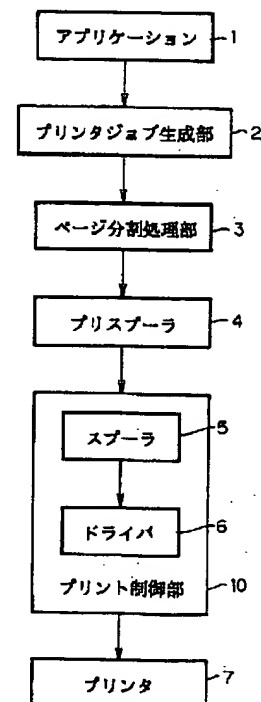 アプリケーション 1
プリンタジョブ生成部 2
ページ分割処理部 3
プリスプーラ 4
スプーラ 5
ドライバ 6
プリント制御部 10
プリンタ 7